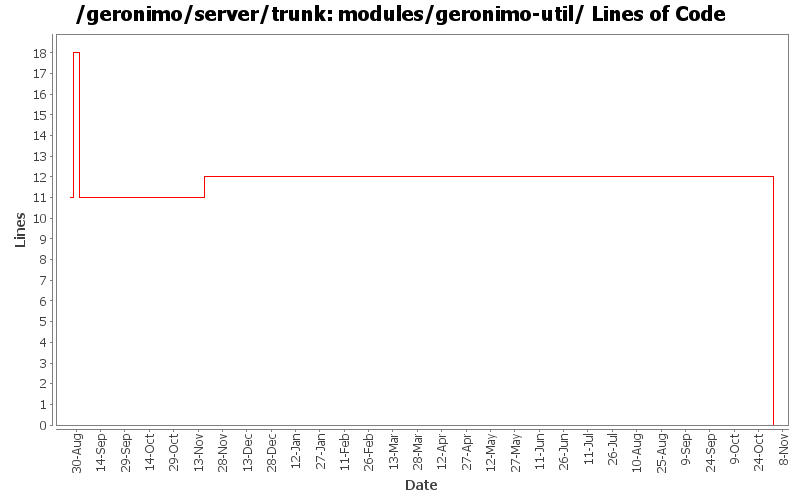 /geronimo/server/trunk: modules/geronimo-util/ Lines of Code
18
17
16
15
14
13
12
11
10
9
8
7
6
5
4
3
2
1
0
Lines
30-Aug
14-Sep
29-Sep
14-Oct
29-Oct
13-Nov
28-Nov
13-Dec
28-Dec
12-Jan
27-Jan
11-Feb
26-Feb
13-Mar
28-Mar
12-Apr
27-Apr
12-May
27-May
11-Jun
26-Jun
11-Jul
26-Jul
10-Aug
25-Aug
9-Sep
24-Sep
9-Oct
24-Oct
8-Nov
Date